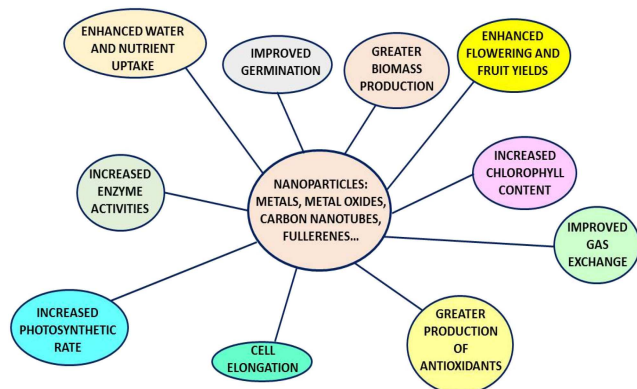 ENHANCED WATER
AND NUTRIENT
UPTAKE
IMPROVED
GERMINATION
GREATER
BIOMASS
PRODUCTION
ENHANCED
FLOWERING AND
FRUIT YIELDS
INCREASED
ENZYME
ACTIVITIES
NANOPARTICLES:
METALS, METAL OXIDES,
CARBON NANOTUBES,
FULLERENES...
INCREASED
CHLOROPHYLL
CONTENT
IMPROVED
GAS
EXCHANGE
INCREASED
PHOTOSYNTHETIC
RATE
CELL
ELONGATION
GREATER
PRODUCTION
OF
ANTIOXIDANTS